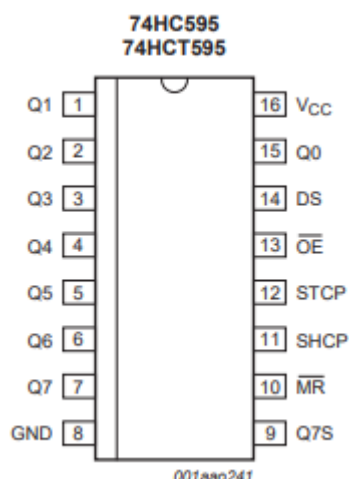 74HC595
74HCT595
Q1 1 16 VCC
Q2 2 15 Q0
Q3 3 14 DS
Q4 4 13 OE
Q5 5 12 STCP
Q6 6 11 SHCP
Q7 7 10 MR
GND 8 9 Q7S
001aao241